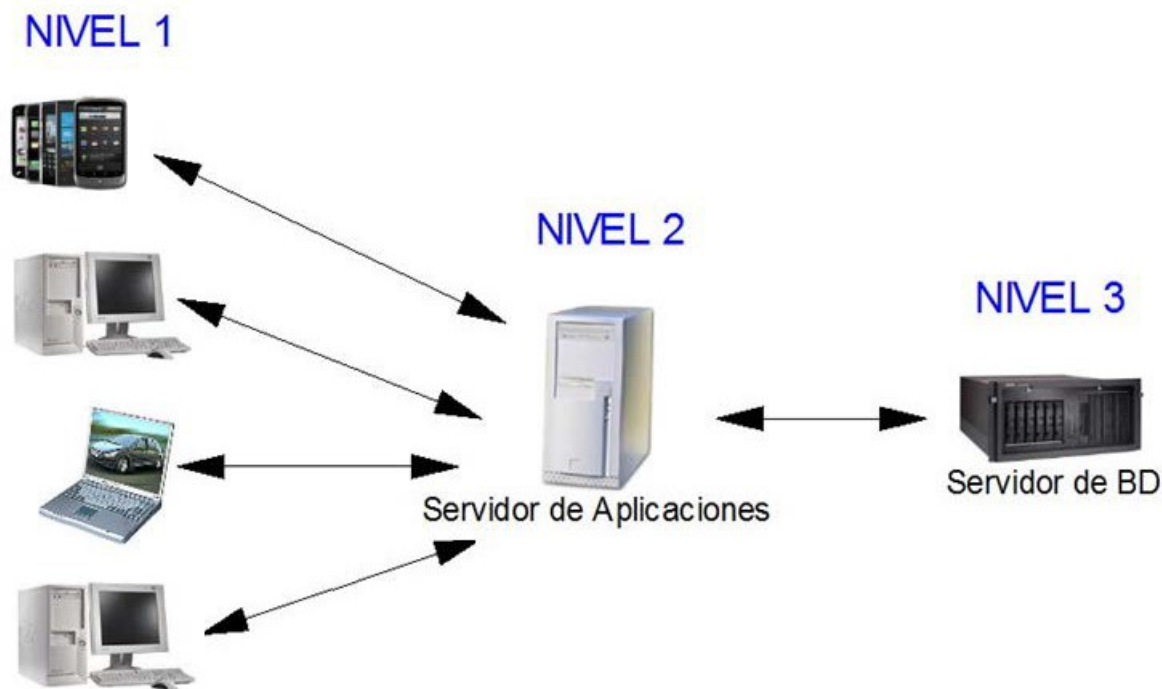 NIVEL 1
NIVEL 2
NIVEL 3
Servidor de Aplicaciones
Servidor de BD